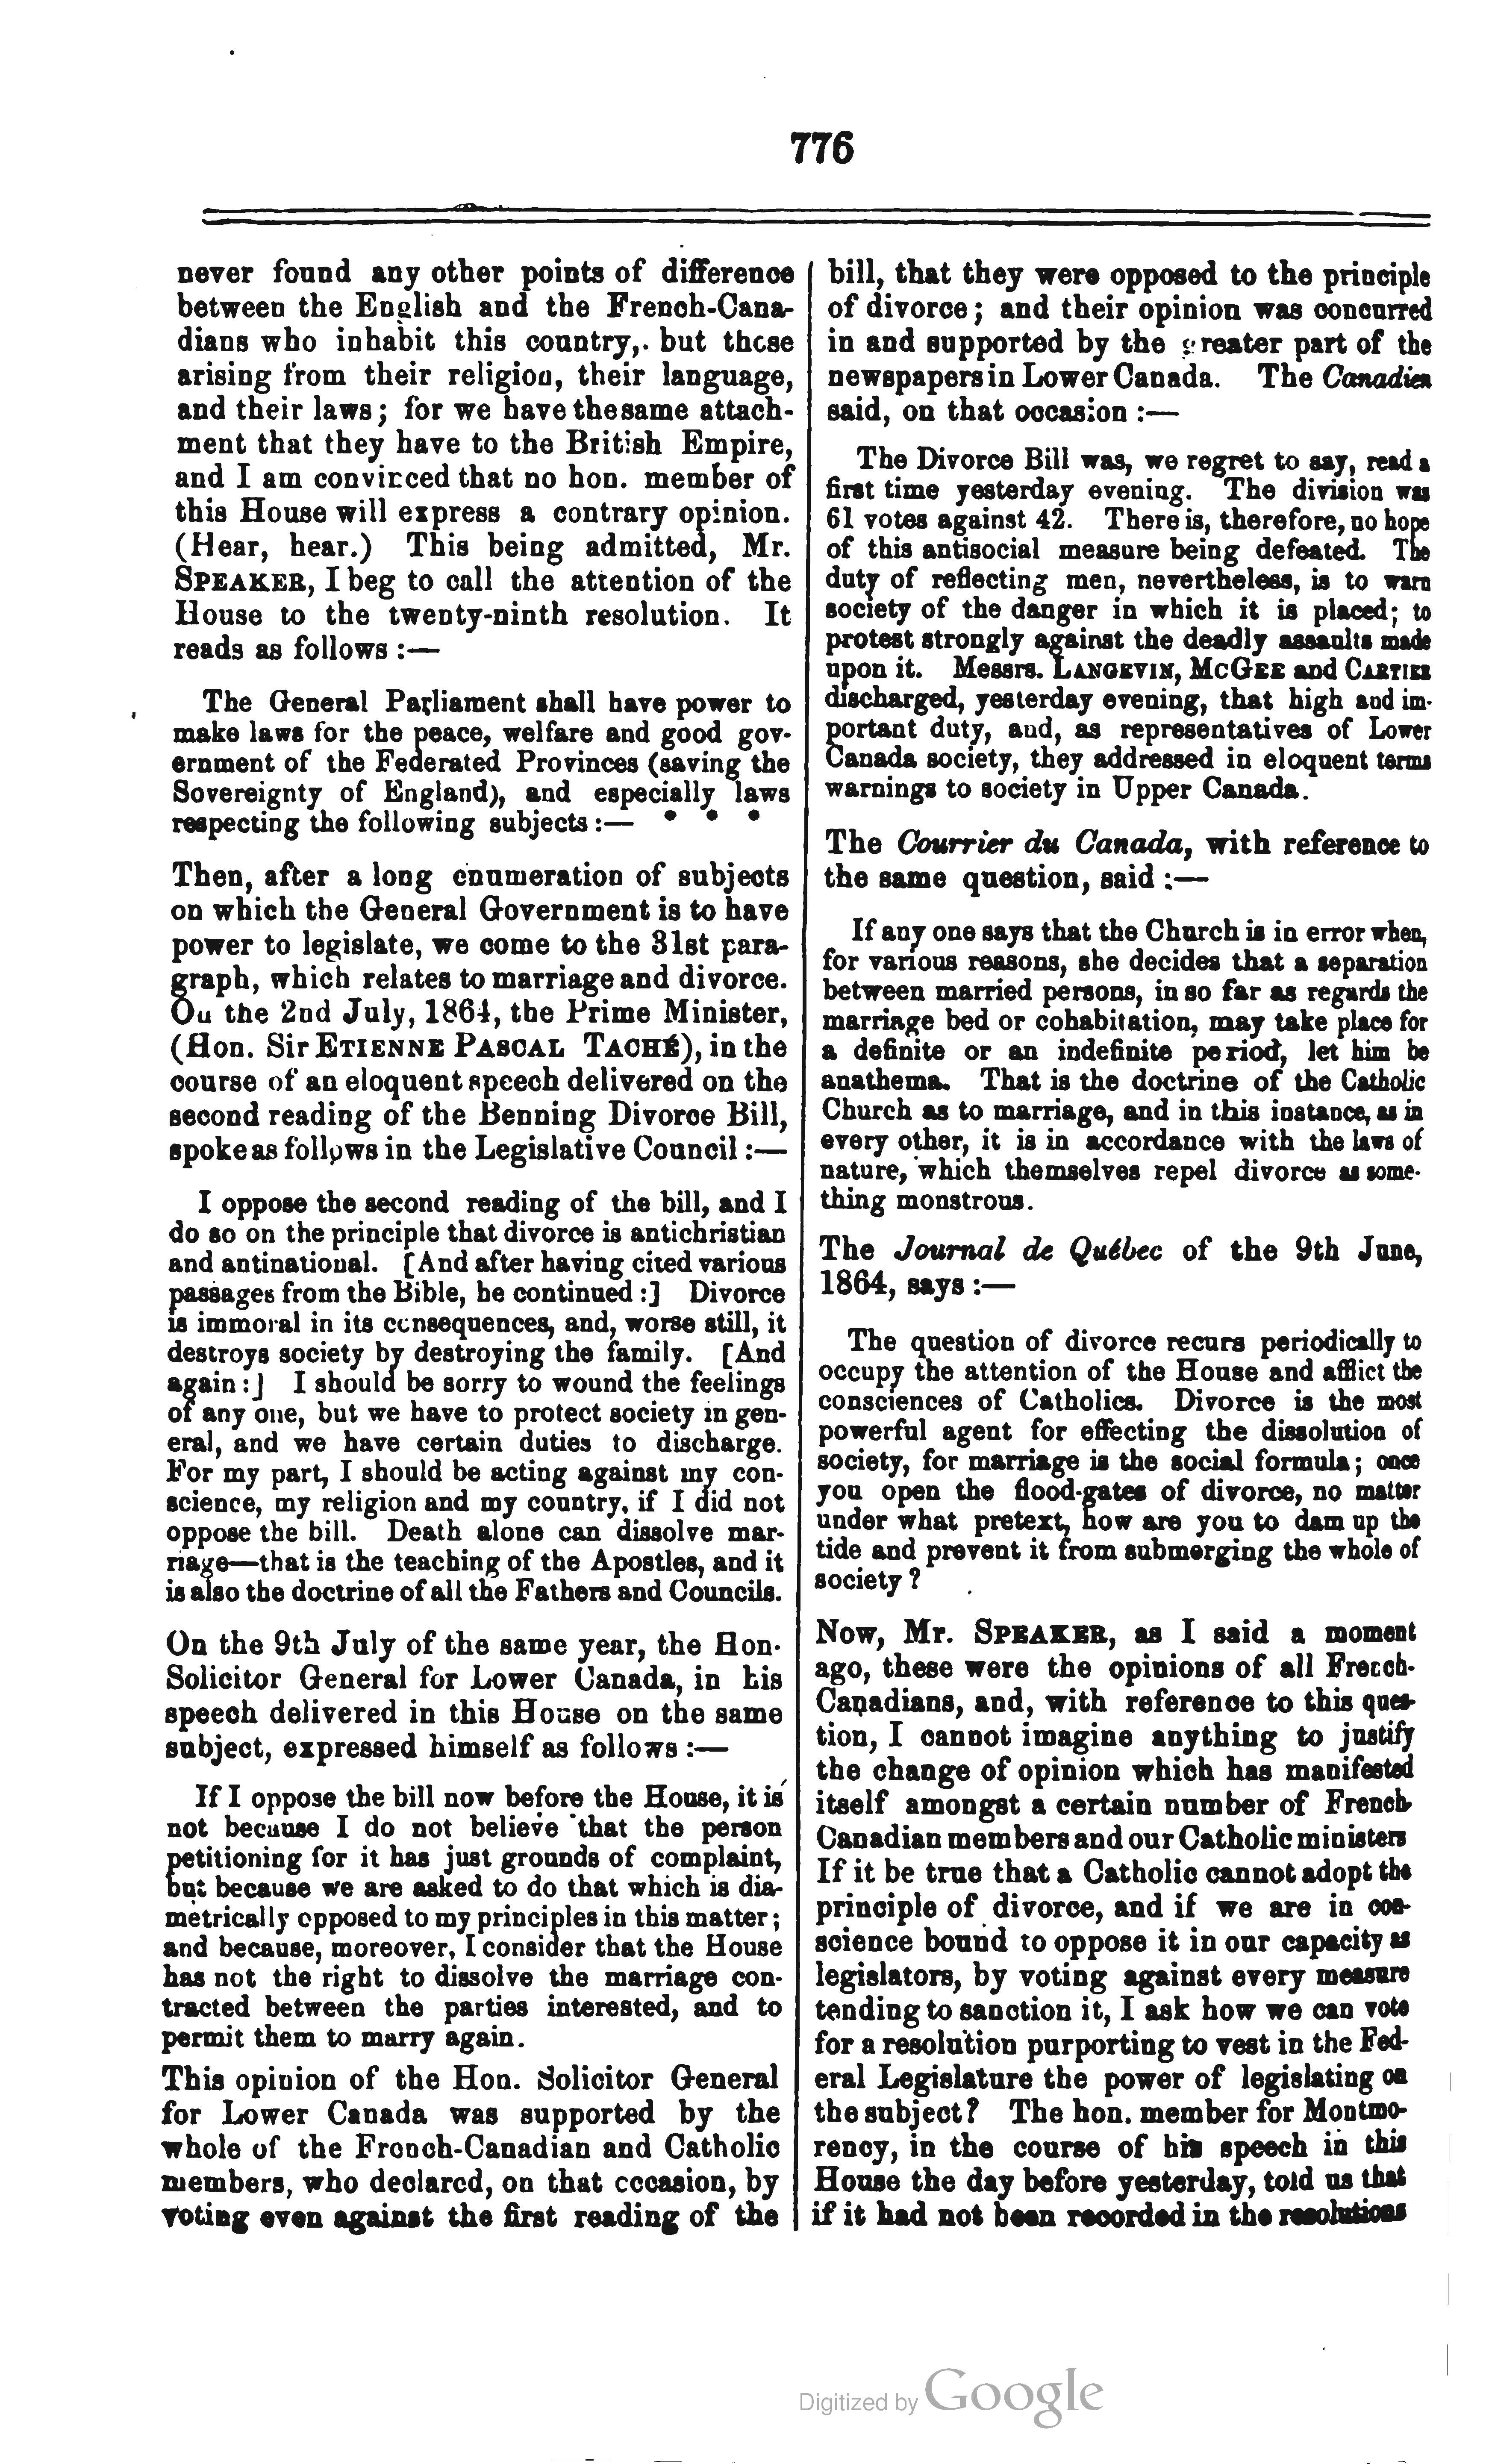 776
never found any other points of difference
between the English and the French-Cana-
dians who inhabit this country, but those
arising from their religion, their language,
and their laws; for we have the same attach-
ment that they have to the British Empire,
and I am convinced that no hon. member of
this House will express a contrary opinion.
(Hear, hear.) This being admitted, Mr.
SPEAKER, I beg to call the attention of the
House to the twenty-ninth resolution. It
reads as follows :—
The General Parliament shall have power to
make laws for the peace, welfare and good gov-
ernment of the Federated Provinces (saving the
Sovereignty of England), and especially laws
respecting the following subjects :— * * *
Then, after a long enumeration of subjects
on which the General Government is to have
power to legislate, we come to the 31st para-
graph, which relates to marriage and divorce.
On the 2nd July, 1864, the Prime Minister,
(Hon. Sir ETIENNE PASCAL TACHÉ), in the
course of an eloquent speech delivered on the
second reading of the Benning Divorce Bill,
spoke as follows in the Legislative Council :—
I oppose the second reading of the bill, and I
do so on the principle that divorce is antichristian
and antinational. [And after having cited various
passages from the Bible, he continued :] Divorce
is immoral in its consequences, and, worse still, it
destroys society by destroying the family. [And
again :] I should be sorry to wound the feelings
of any one, but we have to protect society in gen-
eral, and we have certain duties to discharge.
For my part, I should be acting against my con-
science, my religion and my country, if I did not
oppose the bill. Death alone can dissolve mar-
riage—that is the teaching of the Apostles, and it
is also the doctrine of all the Fathers and Councils.
On the 9th July of the same year, the Hon.
Solicitor General for Lower Canada, in his
speech delivered in this House on the same
subject, expressed himself as follows :—
If I oppose the bill now before the House, it is
not because I do not believe that the person
petitioning for it has just grounds of complaint,
but because we are asked to do that which is dia-
metrically opposed to my principles in this matter;
and because, moreover, I consider that the House
has not the right to dissolve the marriage con-
tracted between the parties interested, and to
permit them to marry again.
This opinion of the Hon. Solicitor General
for Lower Canada was supported by the
whole of the French-Canadian and Catholic
members, who declared, on that occasion, by
voting even against the first reading of the
bill, that they were opposed to the principle
of divorce; and their opinion was concurred
in and supported by the greater part of the
newspapers in Lower Canada. The Canadien
said, on that occasion :—
The Divorce Bill was, we regret to say, read a
first time yesterday evening. The division was
61 votes against 42. There is, therefore, no hope
of this antisocial measure being defeated. The
duty of reflecting men, nevertheless, is to warn
society of the danger in which it is placed; to
protest strongly against the deadly assaults made
upon it. Messrs. LANGEVIN, MCGEE and CARTIER
discharged, yesterday evening, that high and im-
portant duty, and, as representatives of Lower
Canada society, they addressed in eloquent terms
warnings to society in Upper Canada.
The Courrier du Canada, with reference to
the same question, said :—
If any one says that the Church is in error when,
for various reasons, she decides that a separation
between married persons, in so far as regards the
marriage bed or cohabitation, may take place for
a definite or an indefinite period, let him be
anathema. That is the doctrine of the Catholic
Church as to marriage, and in this instance, as in
every other, it is in accordance with the laws of
nature, which themselves repel divorce as some-
thing monstrous.
The Journal de Québec of the 9th June,
1864, says :—
The question of divorce recurs periodically to
occupy the attention of the House and afflict the
consciences of Catholics. Divorce is the most
powerful agent for effecting the dissolution of
society, for marriage is the social formula; once
you open the flood-gates of divorce, no matter
under what pretext, how are you to dam up the
tide and prevent it from submerging the whole of
society ?
Now, Mr. SPEAKER, as I said a moment
ago, these were the opinions of all French-
Canadians, and, with reference to this ques-
tion, I cannot imagine anything to justify
the change of opinion which has manifested
itself amongst a certain number of French-
Canadian members and our Catholic ministers
If it be true that a Catholic cannot adopt the
principle of divorce, and if we are in con-
science bound to oppose it in our capacity as
legislators, by voting against every measure
tending to sanction it, I ask how we can vote
for a resolution purporting to vest in the Fed-
eral Legislature the power of legislating on
the subject? The hon. member for Montmo-
rency, in the course of his speech in this
House the day before yesterday, told us that
if it had not been recorded in the resolutions
Digitized by Google